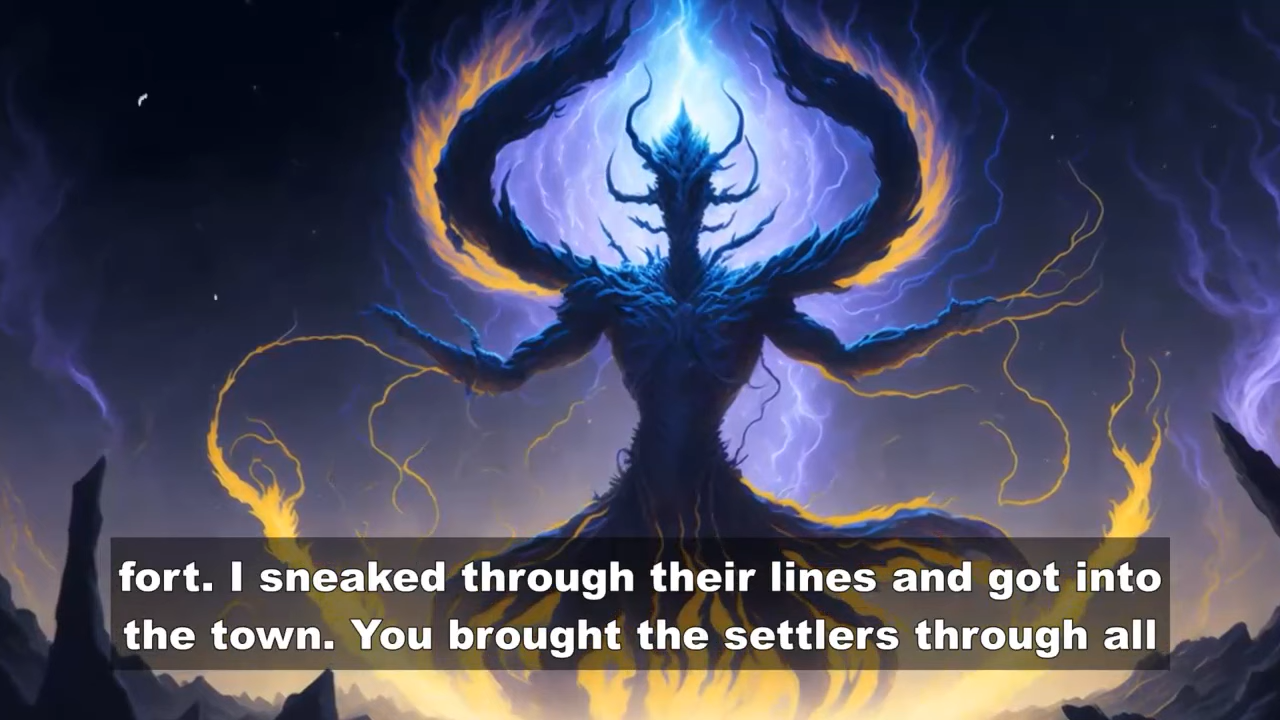 fort. I sneaked through their lines and got into
the town. You brought the settlers through all